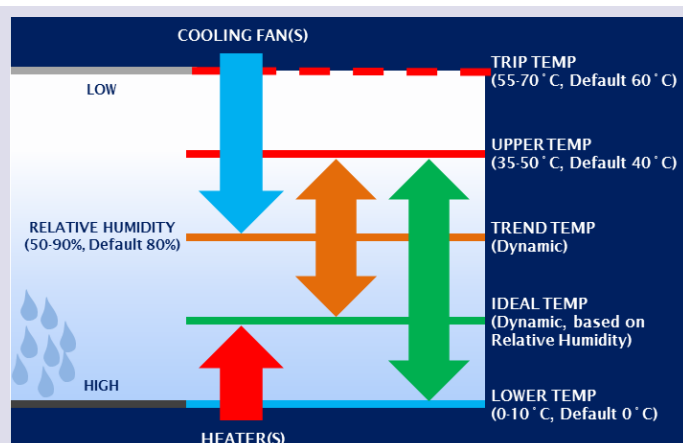 COOLING FAN(S)
TRIP TEMP
(55-70˚C, Default 60˚C)
LOW
UPPER TEMP
(35-50˚C, Default 40˚C)
RELATIVE HUMIDITY
(50-90%, Default 80%)
TREND TEMP
(Dynamic)
IDEAL TEMP
(Dynamic, based on
Relative Humidity)
HIGH
LOWER TEMP
(0-10˚C, Default 0˚C)
HEATER(S)